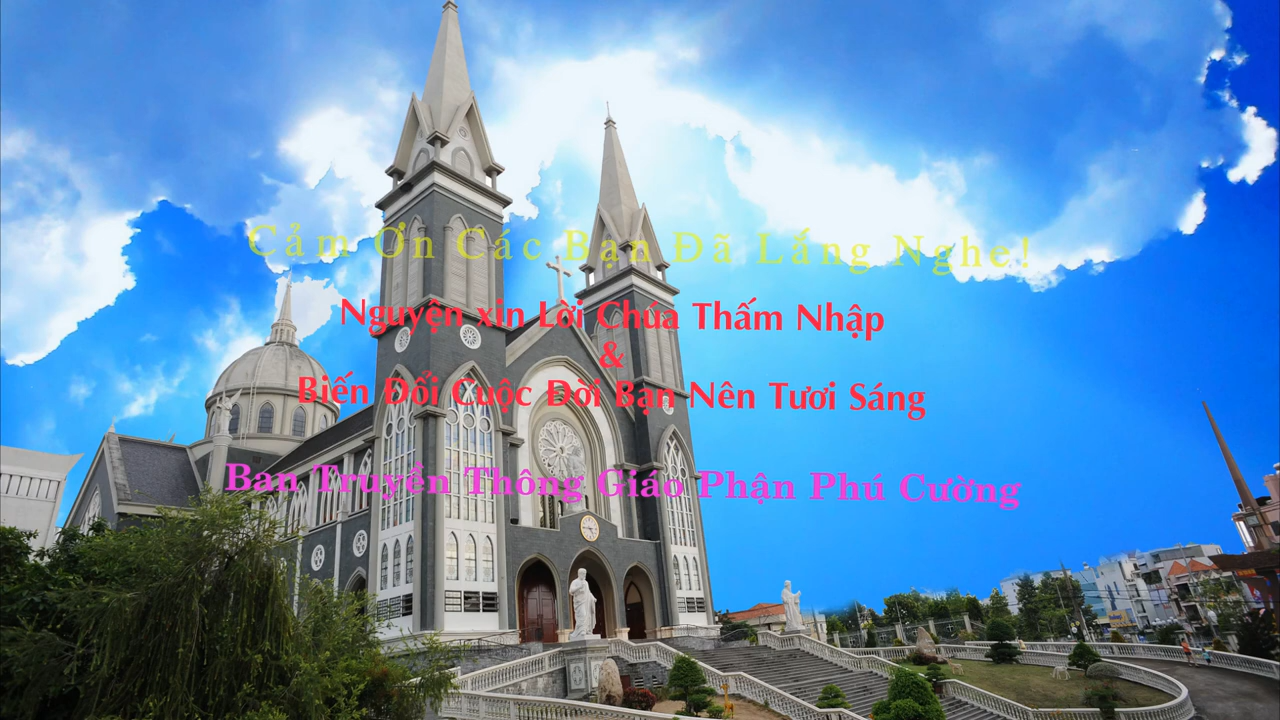 Cảm Ơn Các Bạn Đã Lắng Nghe!
Nguyện xin Lời Chúa Thấm Nhập
&
Biến Đổi Cuộc Đời Bạn Nên Tươi Sáng
Ban Truyền Thông Giáo Phận Phú Cường